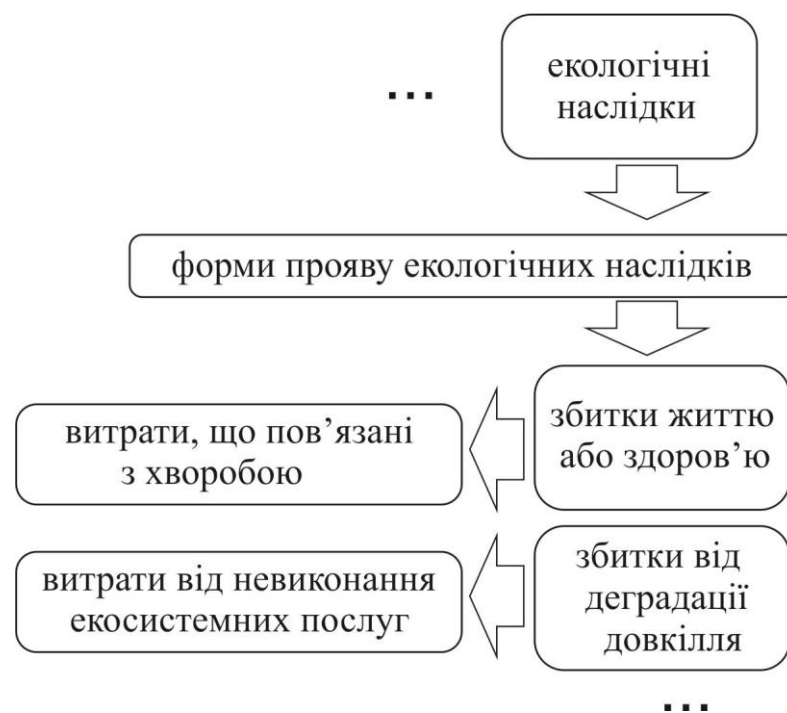 ...
екологічні
наслідки
форми прояву екологічних наслідків
збитки життю
або здоров’ю
витрати, що пов’язані
з хворобою
збитки від
деградації
довкілля
витрати від невиконання
екосистемних послуг
...